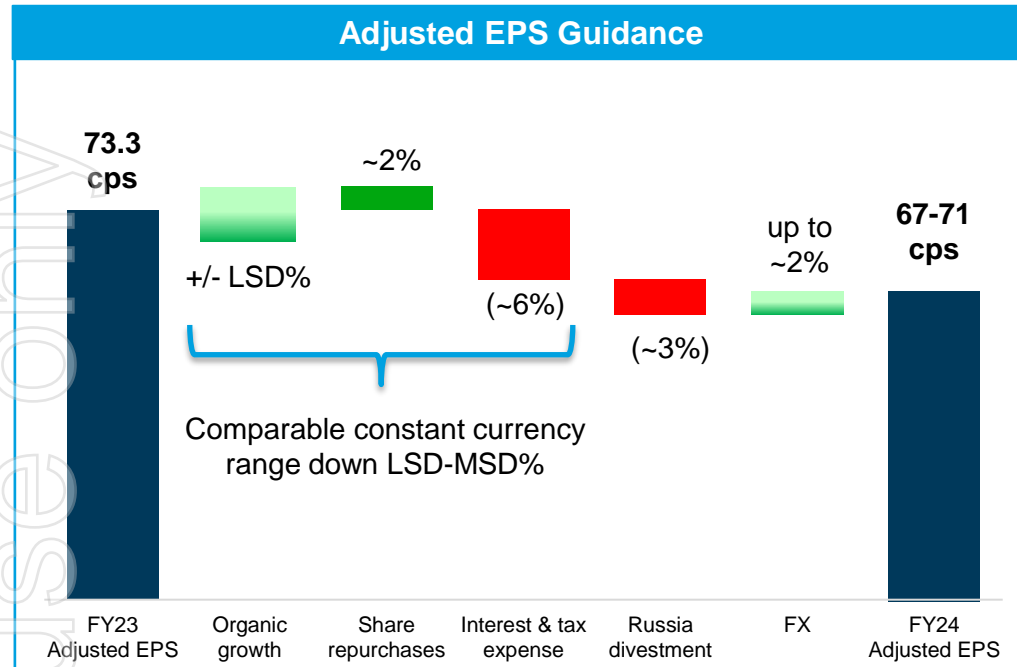 Adjusted EPS Guidance
73.3
cps
+/- LSD%
~2%
(~6%)
(~3%)
up to
~2%
67-71
cps
Comparable constant currency
range down LSD-MSD%
FY23
Adjusted EPS
Organic
growth
Share
repurchases
Interest & tax
expense
Russia
divestment
FX
FY24
Adjusted EPS
use only